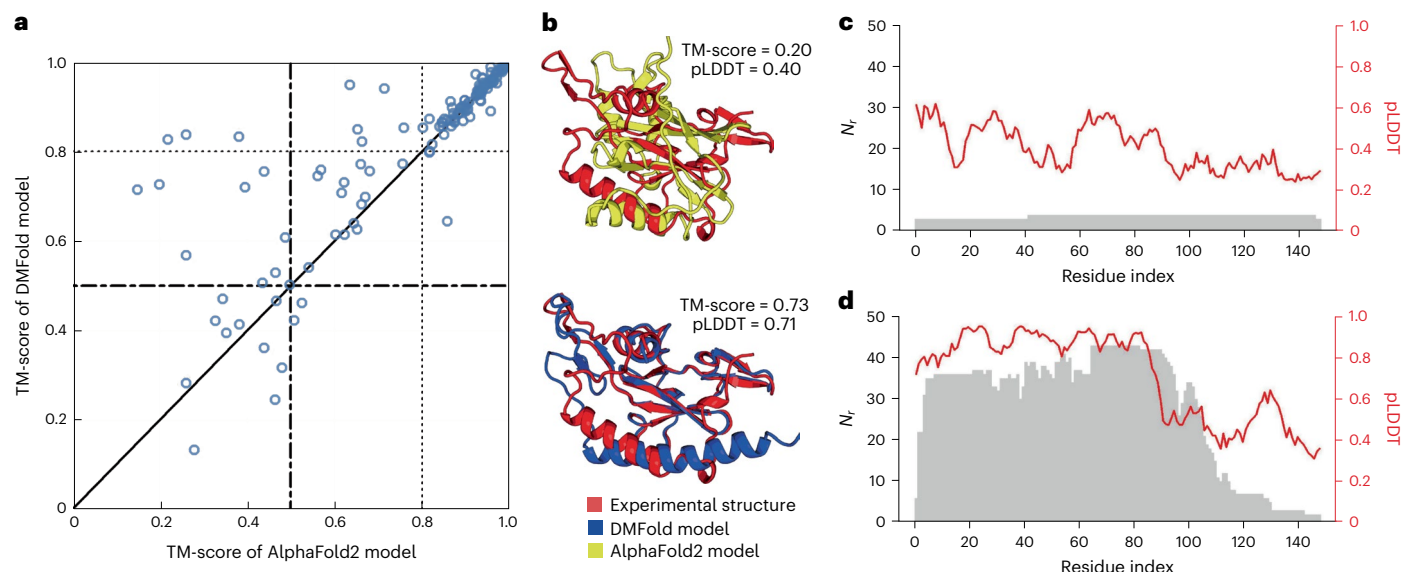 a
1.0
0.8
0.6
0.4
0.2
0
0
0.2
0.4
0.6
0.8
1.0
TM-score of DMFold model
TM-score of AlphaFold2 model
b
TM-score = 0.20
pLDDT = 0.40
TM-score = 0.73
pLDDT = 0.71
Experimental structure
DMFold model
AlphaFold2 model
c
50
40
30
20
10
0
Nr
1.0
0.8
0.6
0.4
0.2
0
pLDDT
0
20
40
60
80
100
120
140
Residue index
d
50
40
30
20
10
0
Nr
1.0
0.8
0.6
0.4
0.2
0
pLDDT
0
20
40
60
80
100
120
140
Residue index